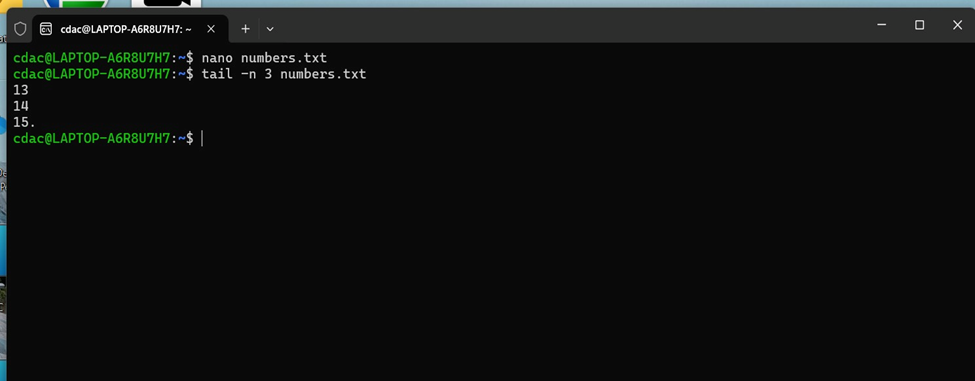 cdac@LAPTOP-A6R8U7H7: ~
cdac@LAPTOP-A6R8U7H7:~$ nano numbers.txt
cdac@LAPTOP-A6R8U7H7:~$ tail -n 3 numbers.txt
13
14
15.
cdac@LAPTOP-A6R8U7H7:~$